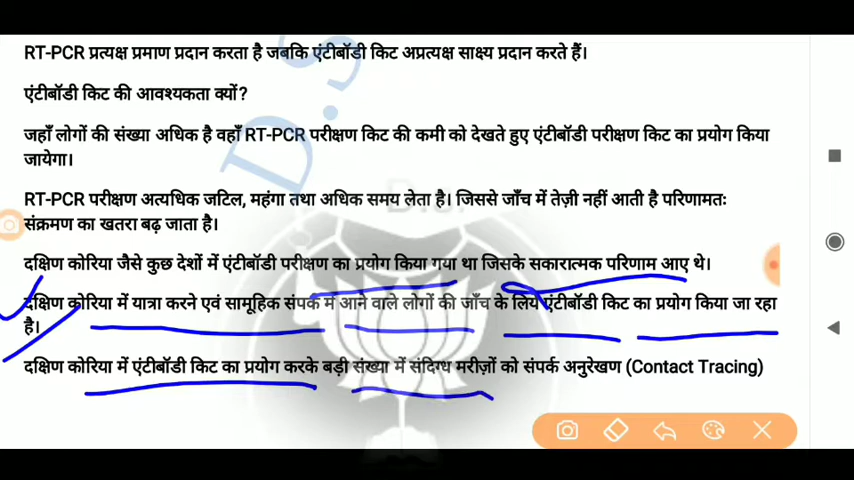 RT-PCR प्रत्यक्ष प्रमाण प्रदान करता है जबकि एंटीबॉडी किट अप्रत्यक्ष साक्ष्य प्रदान करते हैं।
एंटीबॉडी किट की आवश्यकता क्यों?
जहाँ लोगों की संख्या अधिक है वहाँ RT-PCR परीक्षण किट की कमी को देखते हुए एंटीबॉडी परीक्षण किट का प्रयोग किया
जायेगा।
RT-PCR परीक्षण अत्यधिक जटिल, महंगा तथा अधिक समय लेता है। जिससे जाँच में तेज़ी नहीं आती है परिणामतः
संक्रमण का खतरा बढ़ जाता है।
दक्षिण कोरिया जैसे कुछ देशों में एंटीबॉडी परीक्षण का प्रयोग किया गया था जिसके सकारात्मक परिणाम आए थे।
दक्षिण कोरिया में यात्रा करने एवं सामूहिक संपर्क में आने वाले लोगों की जाँच के लिये एंटीबॉडी किट का प्रयोग किया जा रहा
है।
दक्षिण कोरिया में एंटीबॉडी किट का प्रयोग करके बड़ी संख्या में संदिग्ध मरीज़ों को संपर्क अनुरेखण (Contact Tracing)
D.S